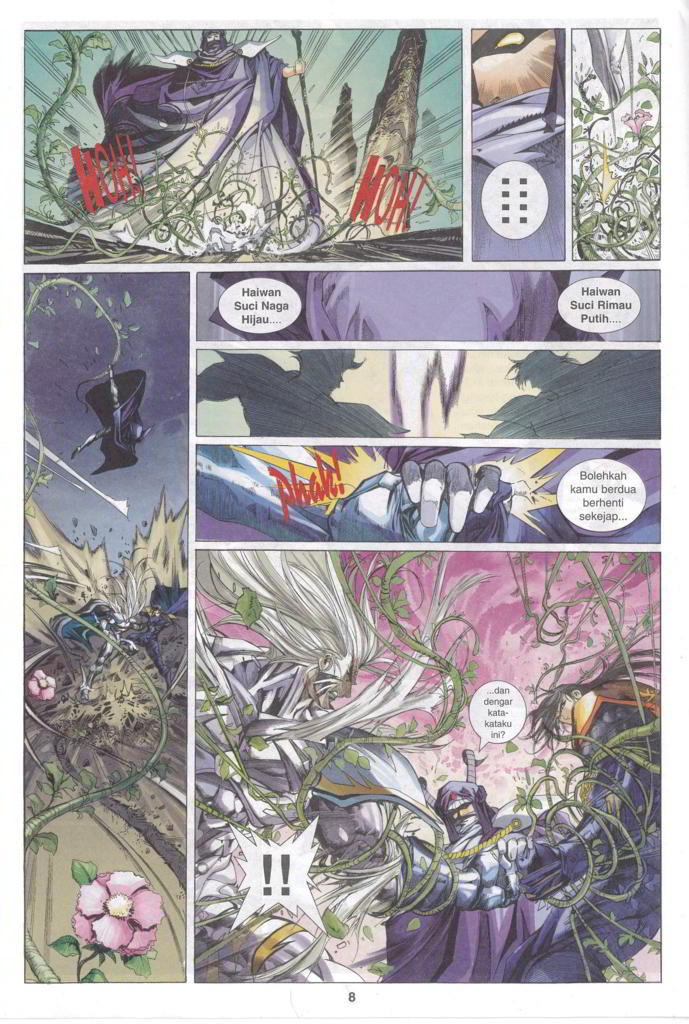 WOH!
WOH!
Haiwan
Suci Naga
Hijau....
Haiwan
Suci Rimau
Putih....
phak!
Bolehkah
kamu berdua
berhenti
sekejap...
...dan
dengar
kata-
kataku
ini?
!!
8